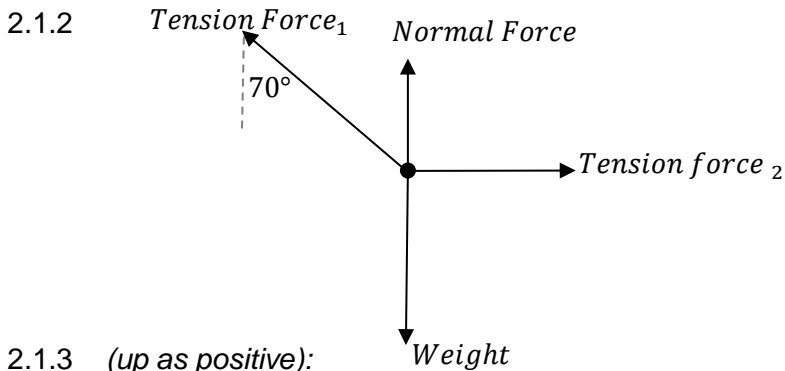 2.1.2 Tension Force₁ Normal Force
70°
Tension force ₂
Weight
2.1.3 (up as positive):